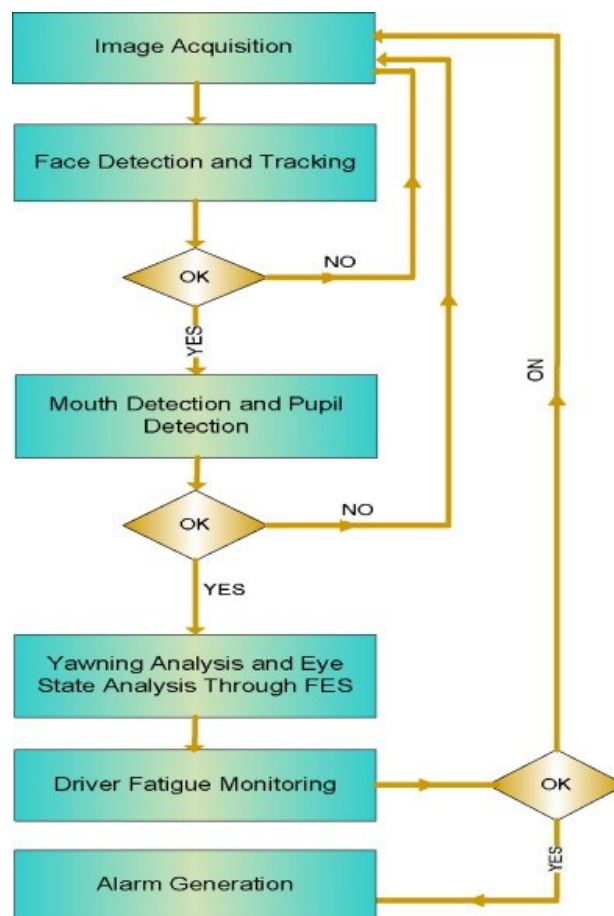 Image Acquisition
Face Detection and Tracking
OK
NO
YES
Mouth Detection and Pupil
Detection
OK
NO
YES
Yawning Analysis and Eye
State Analysis Through FES
Driver Fatigue Monitoring
OK
NO
YES
Alarm Generation